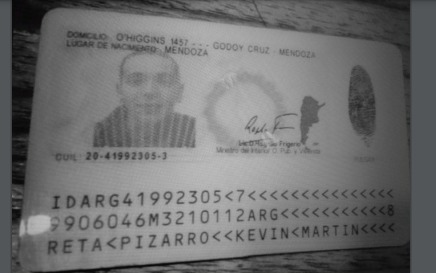 DOMICILIO: O'HIGGINS 1457 . . . GODOY CRUZ - MENDOZA
LUGAR DE NACIMIENTO: MENDOZA
Ministro del Interior, O. Púb. y Vivienda
CUIL: 20-41992305-3
IDARG41992305<7<<<<<<<<<<<<<<<
9906046M3210112ARG<<<<<<<<<<<8
RETA<PIZARRO<<KEVIN<MARTIN<<<<